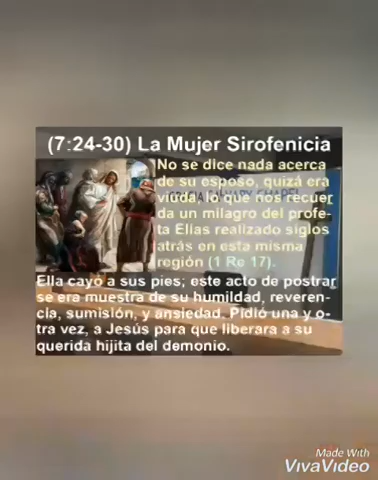 (7:24-30) La Mujer Sirofenicia
No se dice nada acerca
de su esposo, quizá era
viuda, lo que nos recuer
da un milagro del profe-
ta Elías realizado siglos
atrás en esta misma
región (1 Re 17).
Ella cayó a sus pies; este acto de postrar
se era muestra de su humildad, reveren-
cia, sumisión, y ansiedad. Pidió una y o-
tra vez, a Jesús para que liberara a su
querida hijita del demonio.
Made With
VivaVideo